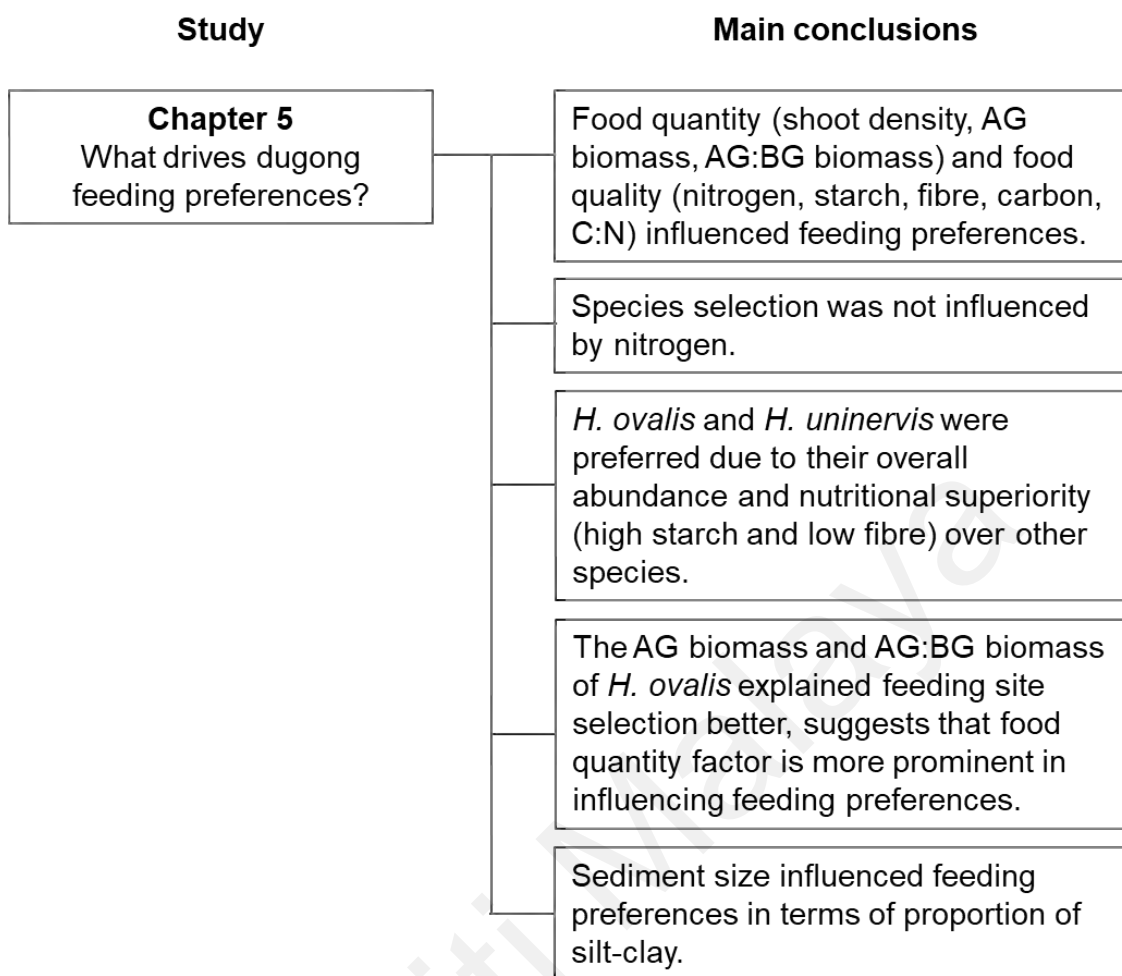 Study
Main conclusions
Chapter 5
What drives dugong
feeding preferences?
Food quantity (shoot density, AG
biomass, AG:BG biomass) and food
quality (nitrogen, starch, fibre, carbon,
C:N) influenced feeding preferences.
Species selection was not influenced
by nitrogen.
H. ovalis and H. uninervis were
preferred due to their overall
abundance and nutritional superiority
(high starch and low fibre) over other
species.
The AG biomass and AG:BG biomass
of H. ovalis explained feeding site
selection better, suggests that food
quantity factor is more prominent in
influencing feeding preferences.
Sediment size influenced feeding
preferences in terms of proportion of
silt-clay.
iti Malaya